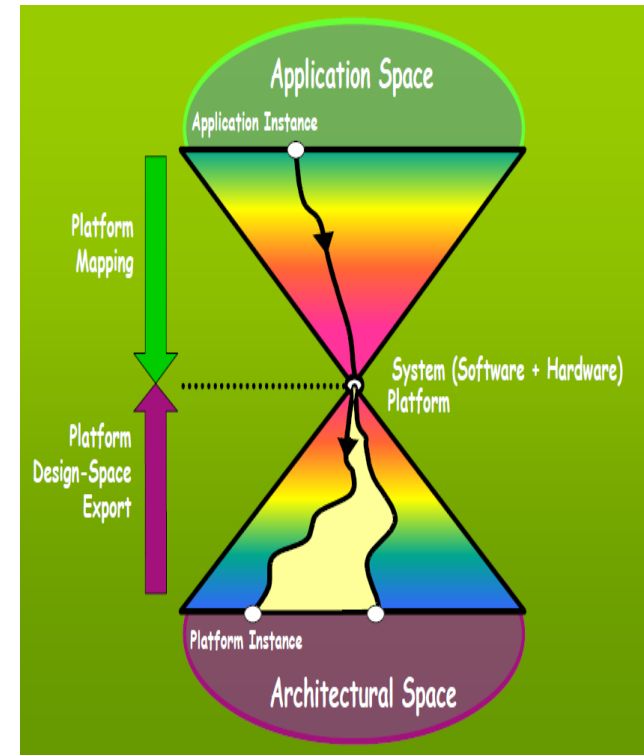 Application Space
Application Instance
Platform
Mapping
System (Software + Hardware)
Platform
Platform
Design-Space
Export
Platform Instance
Architectural Space